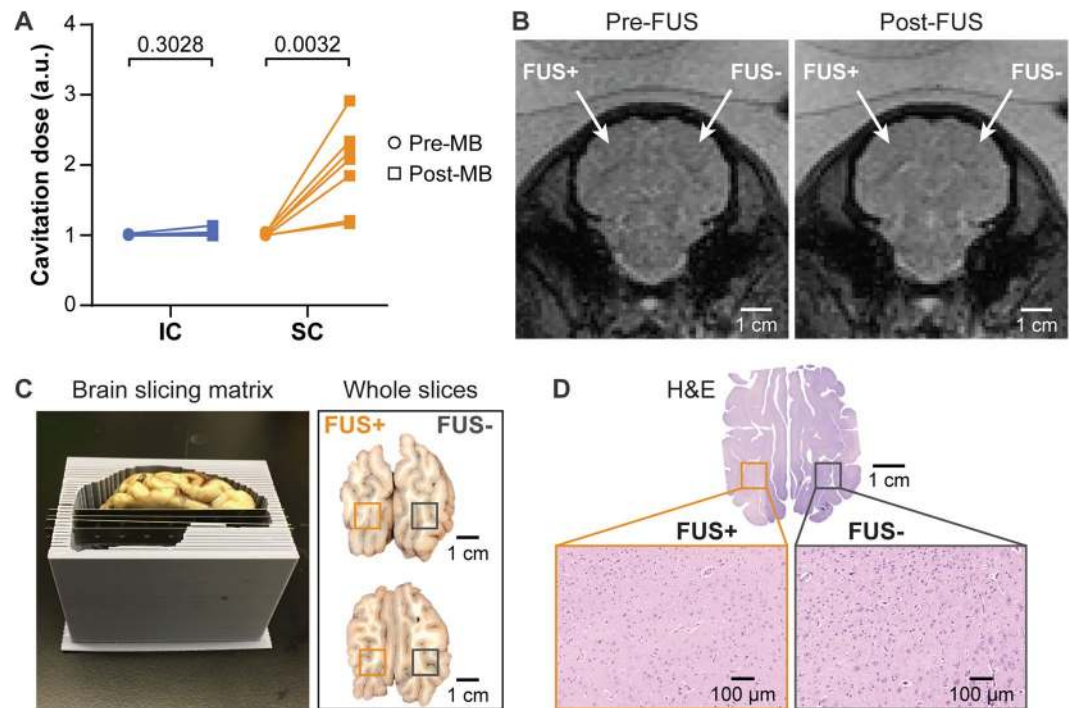 A
Cavitation dose (a.u.)
4
3
2
1
0
0.3028
0.0032
IC
SC
Pre-MB
Post-MB
B
Pre-FUS
Post-FUS
FUS+
FUS-
1 cm
FUS+
FUS-
1 cm
C
Brain slicing matrix
Whole slices
FUS+
FUS-
1 cm
1 cm
D
H&E
1 cm
FUS+
FUS-
100 µm
100 µm